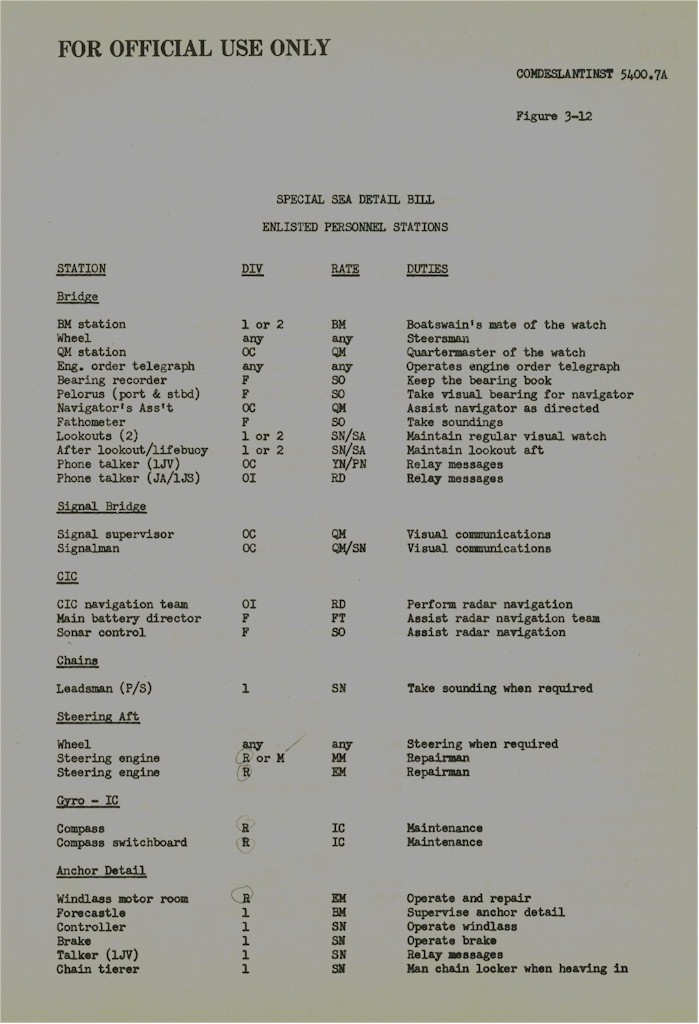 FOR OFFICIAL USE ONLY
COMDESLANTINST 5400.7A
Figure 3-12
SPECIAL SEA DETAIL BILL
ENLISTED PERSONNEL STATIONS
STATION DIV RATE DUTIES
Bridge
BM station 1 or 2 BM Boatswain's mate of the watch
Wheel any any Steersman
QM station OC QM Quartermaster of the watch
Eng. order telegraph any any Operates engine order telegraph
Bearing recorder F SO Keep the bearing book
Pelorus (port & stbd) F SO Take visual bearing for navigator
Navigator's Ass't OC QM Assist navigator as directed
Fathometer F SO Take soundings
Lookouts (2) 1 or 2 SN/SA Maintain regular visual watch
After lookout/lifebuoy 1 or 2 SN/SA Maintain lookout aft
Phone talker (1JV) OC YN/PN Relay messages
Phone talker (JA/1JS) OI RD Relay messages
Signal Bridge
Signal supervisor OC QM Visual communications
Signalman OC QM/SN Visual communications
CIC
CIC navigation team OI RD Perform radar navigation
Main battery director F FT Assist radar navigation team
Sonar control F SO Assist radar navigation
Chains
Leadsman (P/S) 1 SN Take sounding when required
Steering Aft
Wheel any any Steering when required
Steering engine R or M MM Repairman
Steering engine R EM Repairman
Gyro - IC
Compass R IC Maintenance
Compass switchboard R IC Maintenance
Anchor Detail
Windlass motor room R EM Operate and repair
Forecastle 1 BM Supervise anchor detail
Controller 1 SN Operate windlass
Brake 1 SN Operate brake
Talker (1JV) 1 SN Relay messages
Chain tierer 1 SN Man chain locker when heaving in